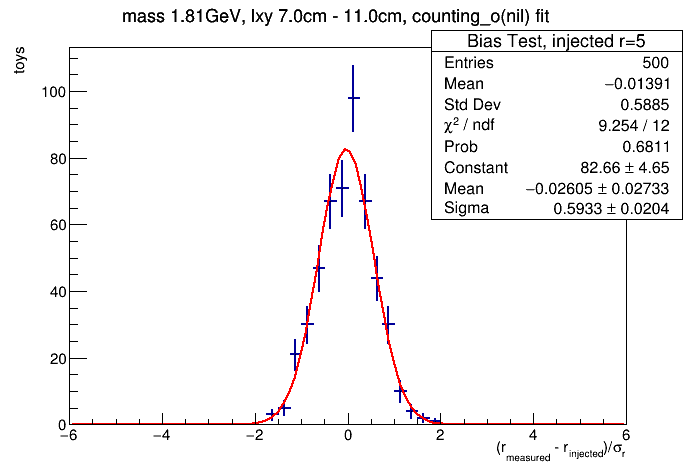 mass 1.81GeV, lxy 7.0cm - 11.0cm, counting_o(nil) fit
toys
Bias Test, injected r=5
Entries 500
Mean −0.01391
Std Dev 0.5885
χ² / ndf 9.254 / 12
Prob 0.6811
Constant 82.66 ± 4.65
Mean −0.02605 ± 0.02733
Sigma 0.5933 ± 0.0204
100
80
60
40
20
0
−6 −4 −2 0 2 4 6
(r_measured - r_injected)/σ_r